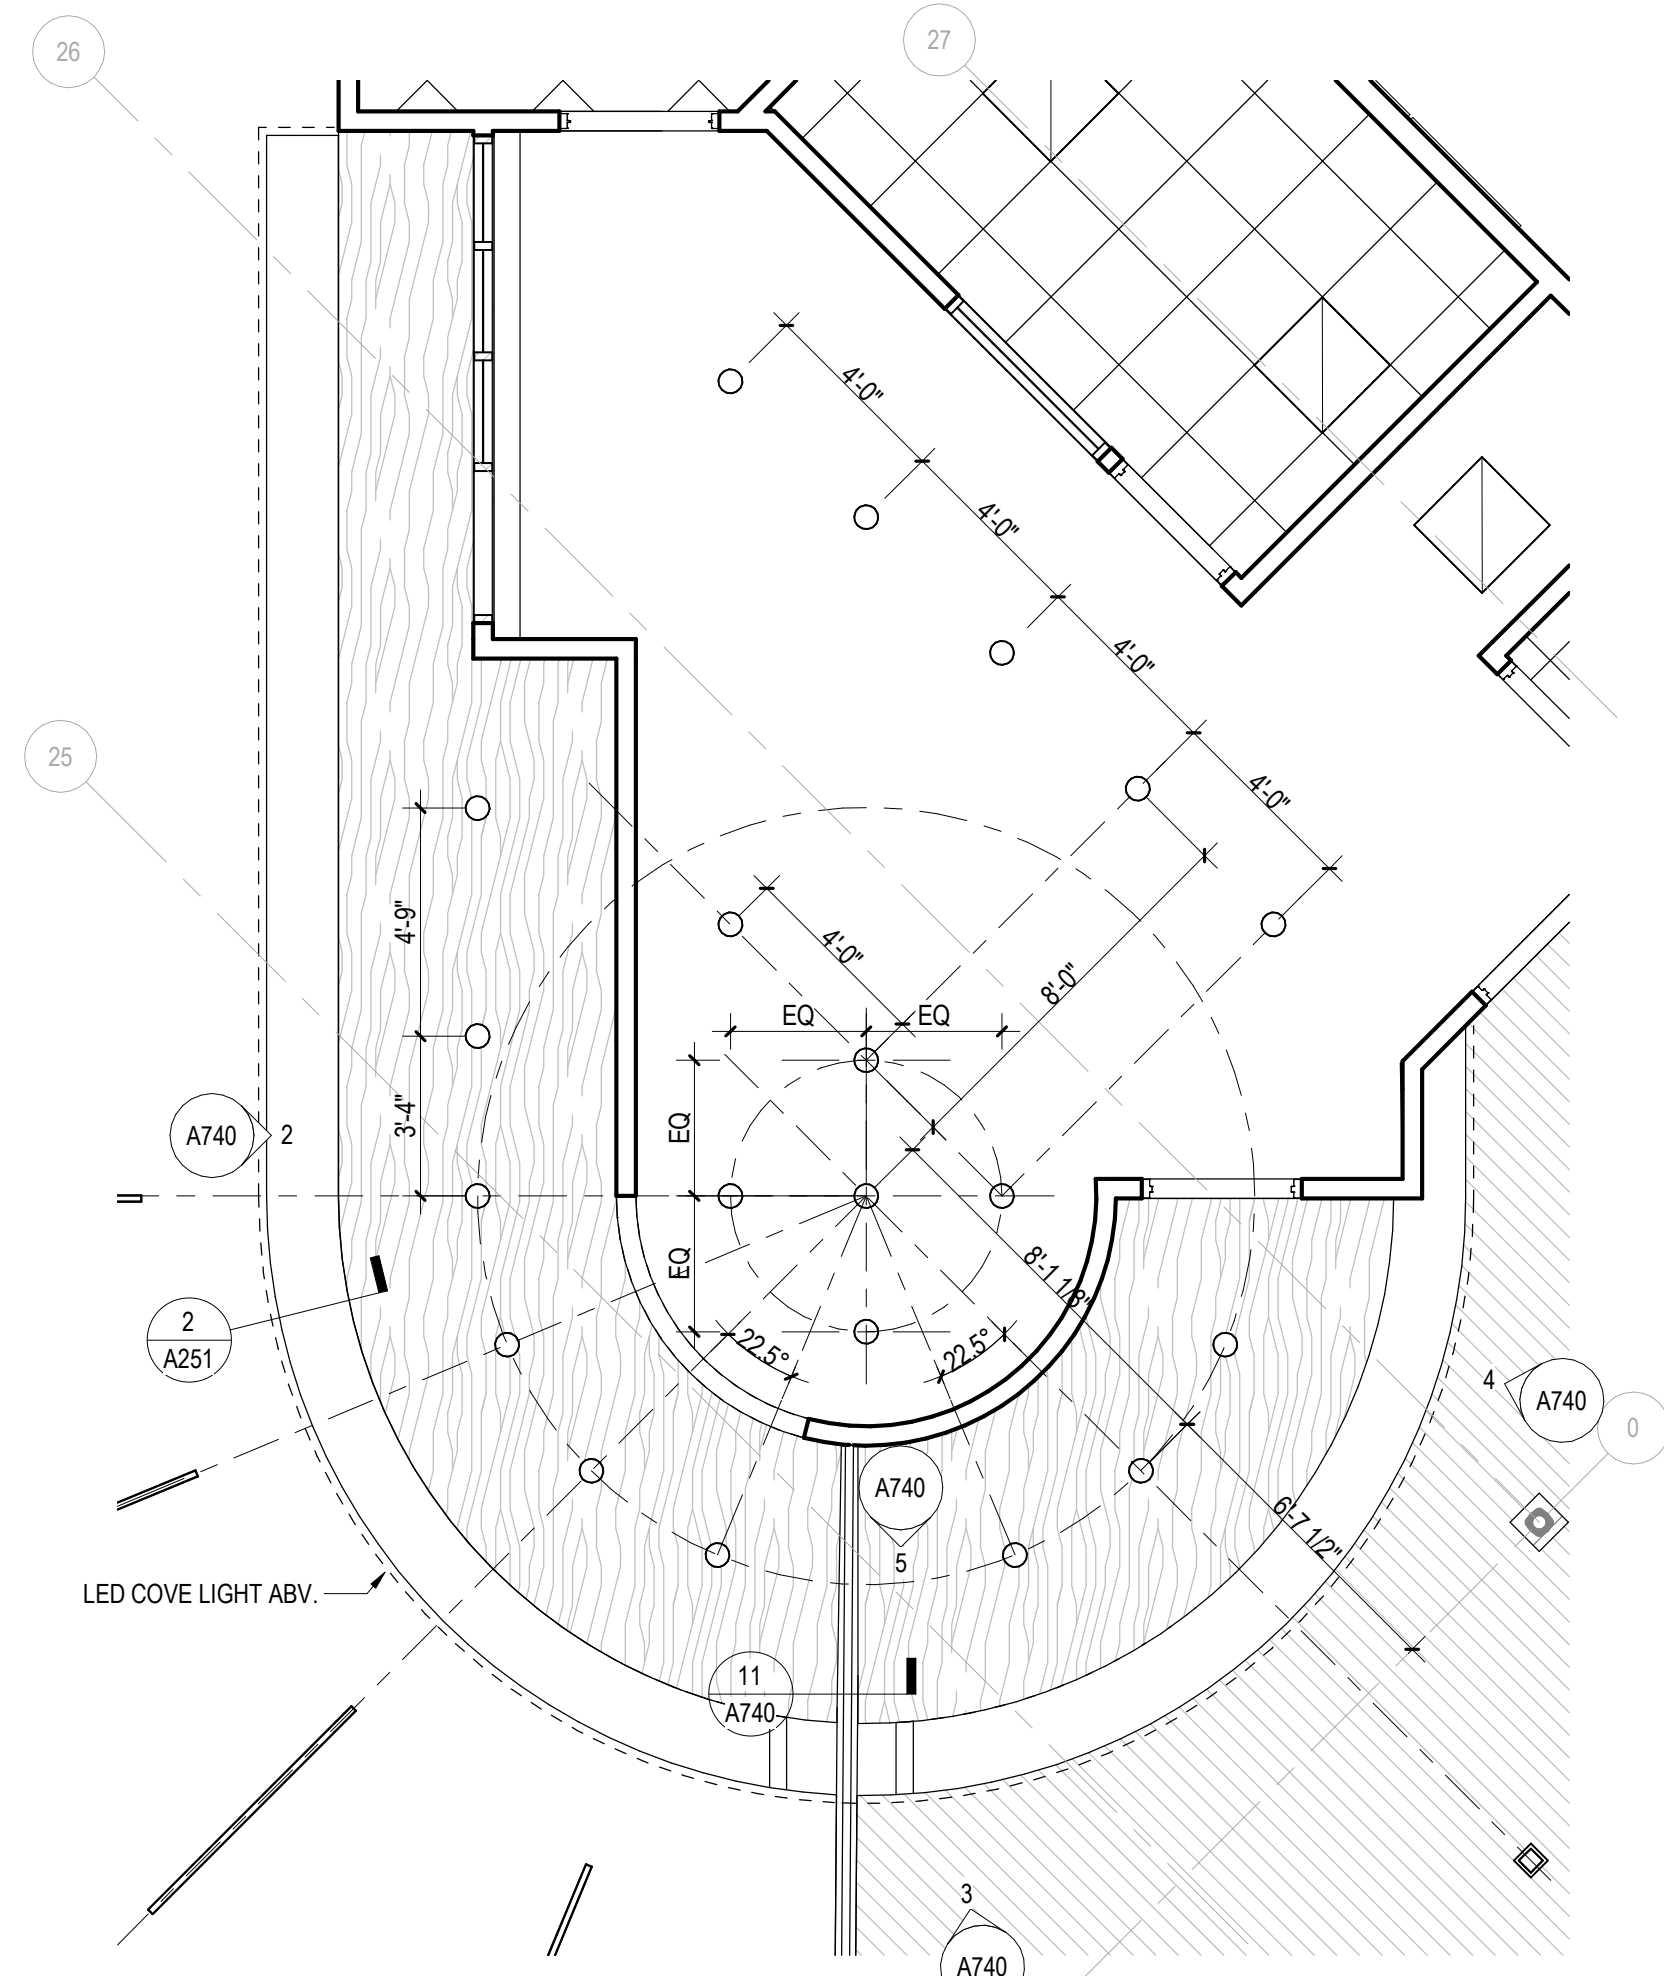 26
27
4'-0"
4'-0"
4'-0"
4'-0"
25
4'-9"
4'-0"
8'-0"
EQ
EQ
3'-4"
EQ
A740
2
EQ
8'-1 1/8"
2
A251
22.5°
22.5°
4
A740
0
A740
5
6'-7 1/2"
LED COVE LIGHT ABV.
11
A740
3
A740